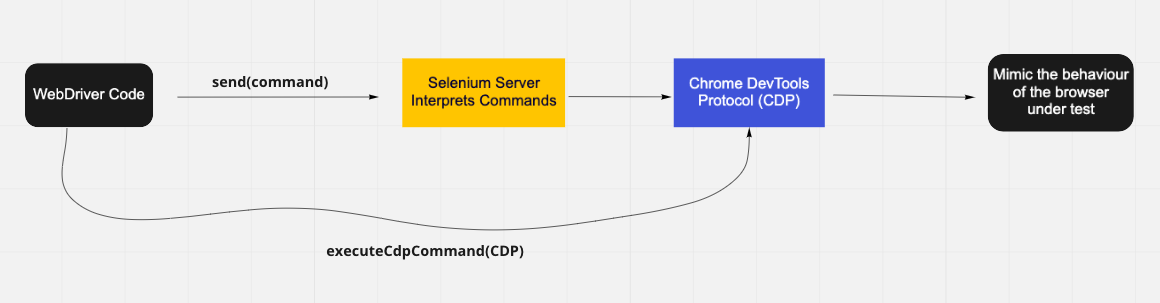 WebDriver Code
send(command)
Selenium Server
Interprets Commands
Chrome DevTools
Protocol (CDP)
Mimic the behaviour
of the browser
under test
executeCdpCommand(CDP)